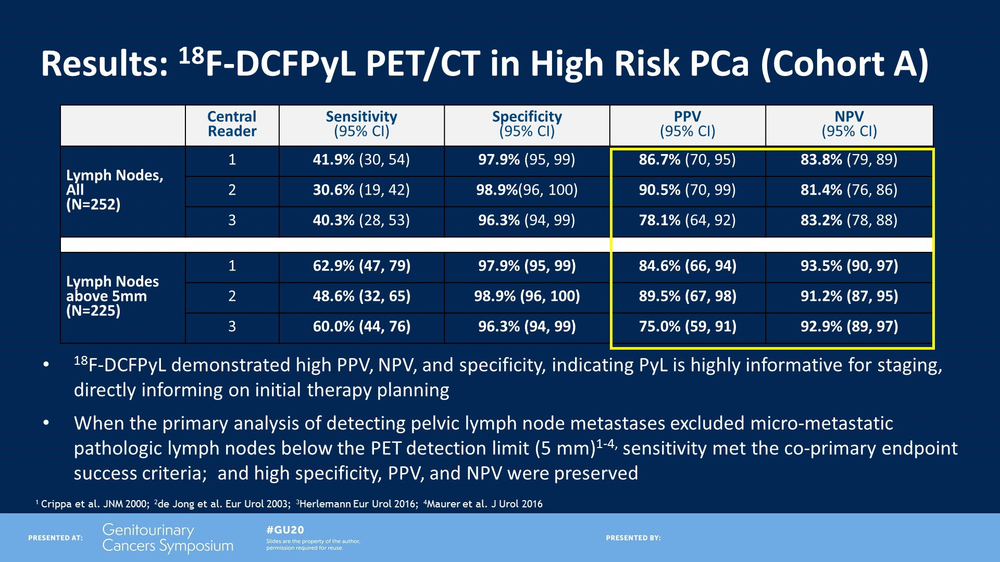 Results: ¹⁸F-DCFPyL PET/CT in High Risk PCa (Cohort A)
Central Reader Sensitivity (95% CI) Specificity (95% CI) PPV (95% CI) NPV (95% CI)
Lymph Nodes, All (N=252)
1 41.9% (30, 54) 97.9% (95, 99) 86.7% (70, 95) 83.8% (79, 89)
2 30.6% (19, 42) 98.9%(96, 100) 90.5% (70, 99) 81.4% (76, 86)
3 40.3% (28, 53) 96.3% (94, 99) 78.1% (64, 92) 83.2% (78, 88)
Lymph Nodes above 5mm (N=225)
1 62.9% (47, 79) 97.9% (95, 99) 84.6% (66, 94) 93.5% (90, 97)
2 48.6% (32, 65) 98.9% (96, 100) 89.5% (67, 98) 91.2% (87, 95)
3 60.0% (44, 76) 96.3% (94, 99) 75.0% (59, 91) 92.9% (89, 97)
• ¹⁸F-DCFPyL demonstrated high PPV, NPV, and specificity, indicating PyL is highly informative for staging,
directly informing on initial therapy planning
• When the primary analysis of detecting pelvic lymph node metastases excluded micro-metastatic
pathologic lymph nodes below the PET detection limit (5 mm)¹⁻⁴, sensitivity met the co-primary endpoint
success criteria; and high specificity, PPV, and NPV were preserved
¹ Crippa et al. JNM 2000; ²de Jong et al. Eur Urol 2003; ³Herlemann Eur Urol 2016; ⁴Maurer et al. J Urol 2016
PRESENTED AT:
Genitourinary
Cancers Symposium
#GU20
Slides are the property of the author,
permission required for reuse.
PRESENTED BY: